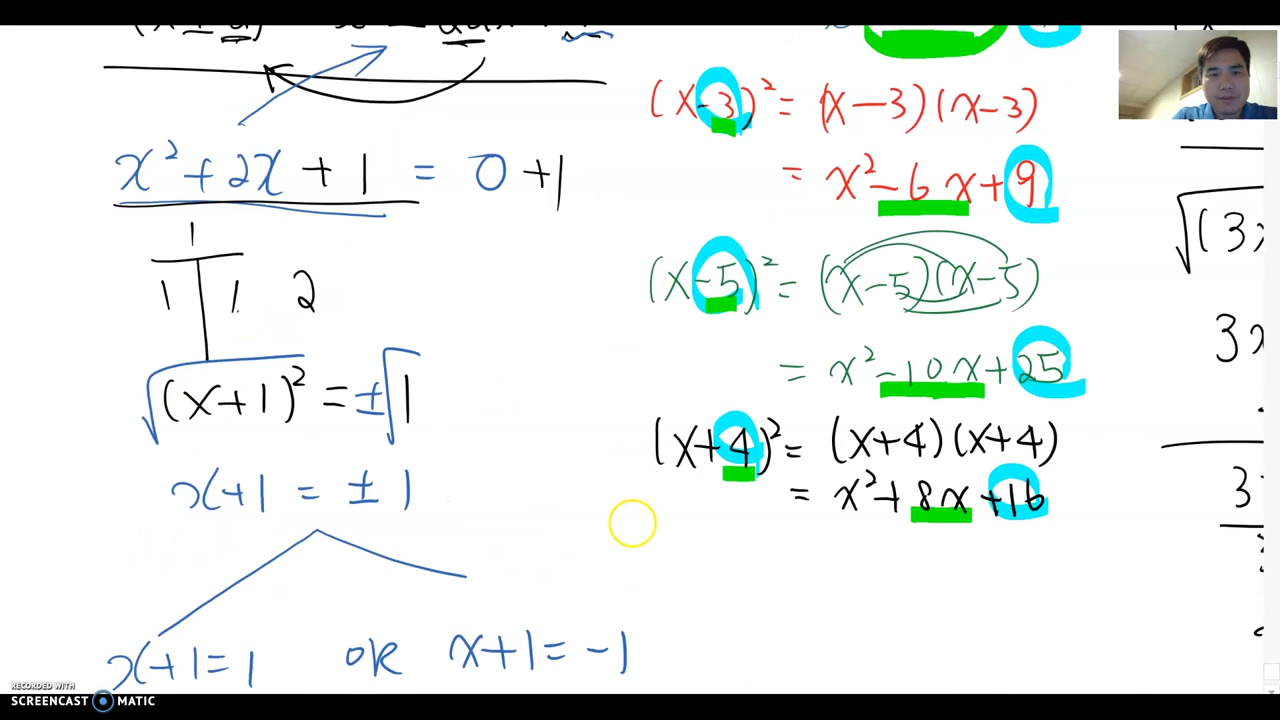 x² + 2x + 1 = 0 + 1
1
1 1 2
√(x+1)² = ±√1
x+1 = ± 1
x+1=1 OR x+1= -1
(x-3)² = (x-3)(x-3)
= x² - 6x + 9
(x-5)² = (x-5)(x-5)
= x² - 10x + 25
(x+4)² = (x+4)(x+4)
= x² + 8x + 16
√(3
3
3
RECORDED WITH
SCREENCAST MATIC